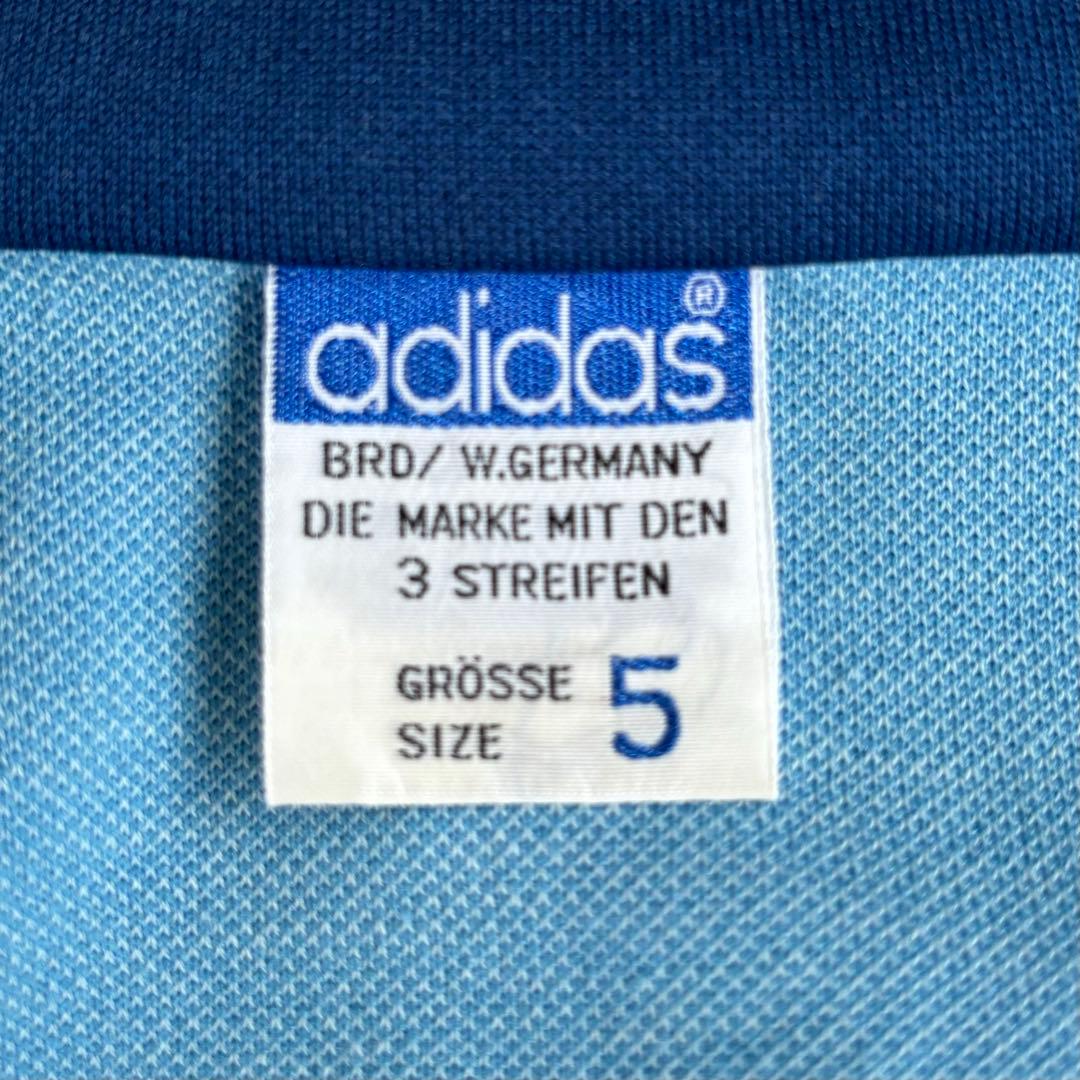 adidas®
BRD/ W.GERMANY
DIE MARKE MIT DEN
3 STREIFEN
GRÖSSE
SIZE 5